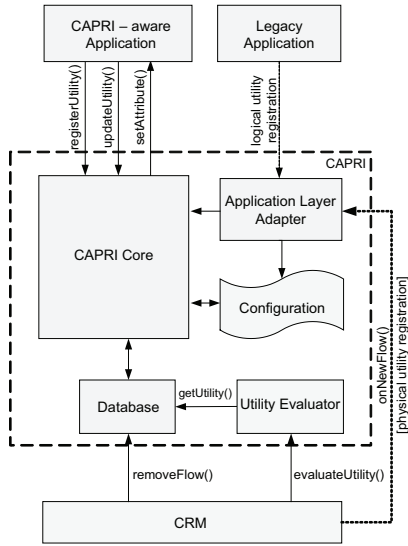 CAPRI – aware
Application
Legacy
Application
registerUtility()
updateUtility()
setAttribute()
logical utility
registration
CAPRI
CAPRI Core
Application Layer
Adapter
Configuration
onNewFlow()
[physical utility registration]
Database
getUtility()
Utility Evaluator
removeFlow()
evaluateUtility()
CRM